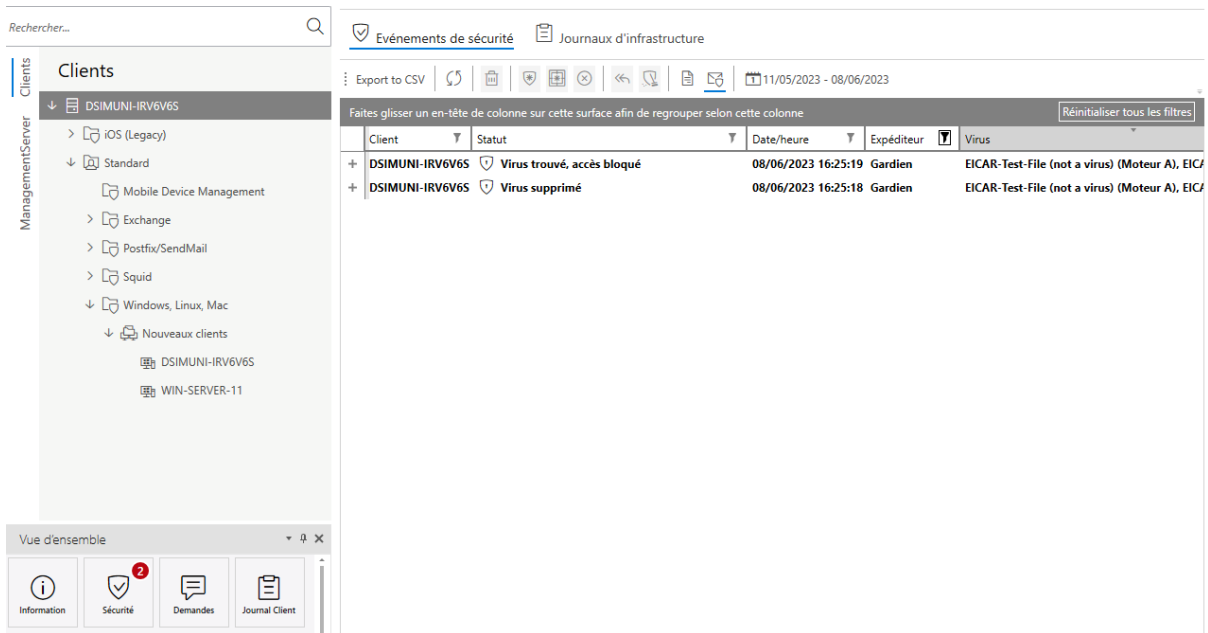 Rechercher...
Clients
ManagementServer
Clients
DSIMUNI-IRV6V6S
iOS (Legacy)
Standard
Mobile Device Management
Exchange
Postfix/SendMail
Squid
Windows, Linux, Mac
Nouveaux clients
DSIMUNI-IRV6V6S
WIN-SERVER-11
Vue d'ensemble
2
Information Sécurité Demandes Journal Client
Evénements de sécurité Journaux d'infrastructure
Export to CSV 11/05/2023 - 08/06/2023
Faites glisser un en-tête de colonne sur cette surface afin de regrouper selon cette colonne Réinitialiser tous les filtres
Client Statut Date/heure Expéditeur Virus
DSIMUNI-IRV6V6S Virus trouvé, accès bloqué 08/06/2023 16:25:19 Gardien EICAR-Test-File (not a virus) (Moteur A), EICA
DSIMUNI-IRV6V6S Virus supprimé 08/06/2023 16:25:18 Gardien EICAR-Test-File (not a virus) (Moteur A), EICA